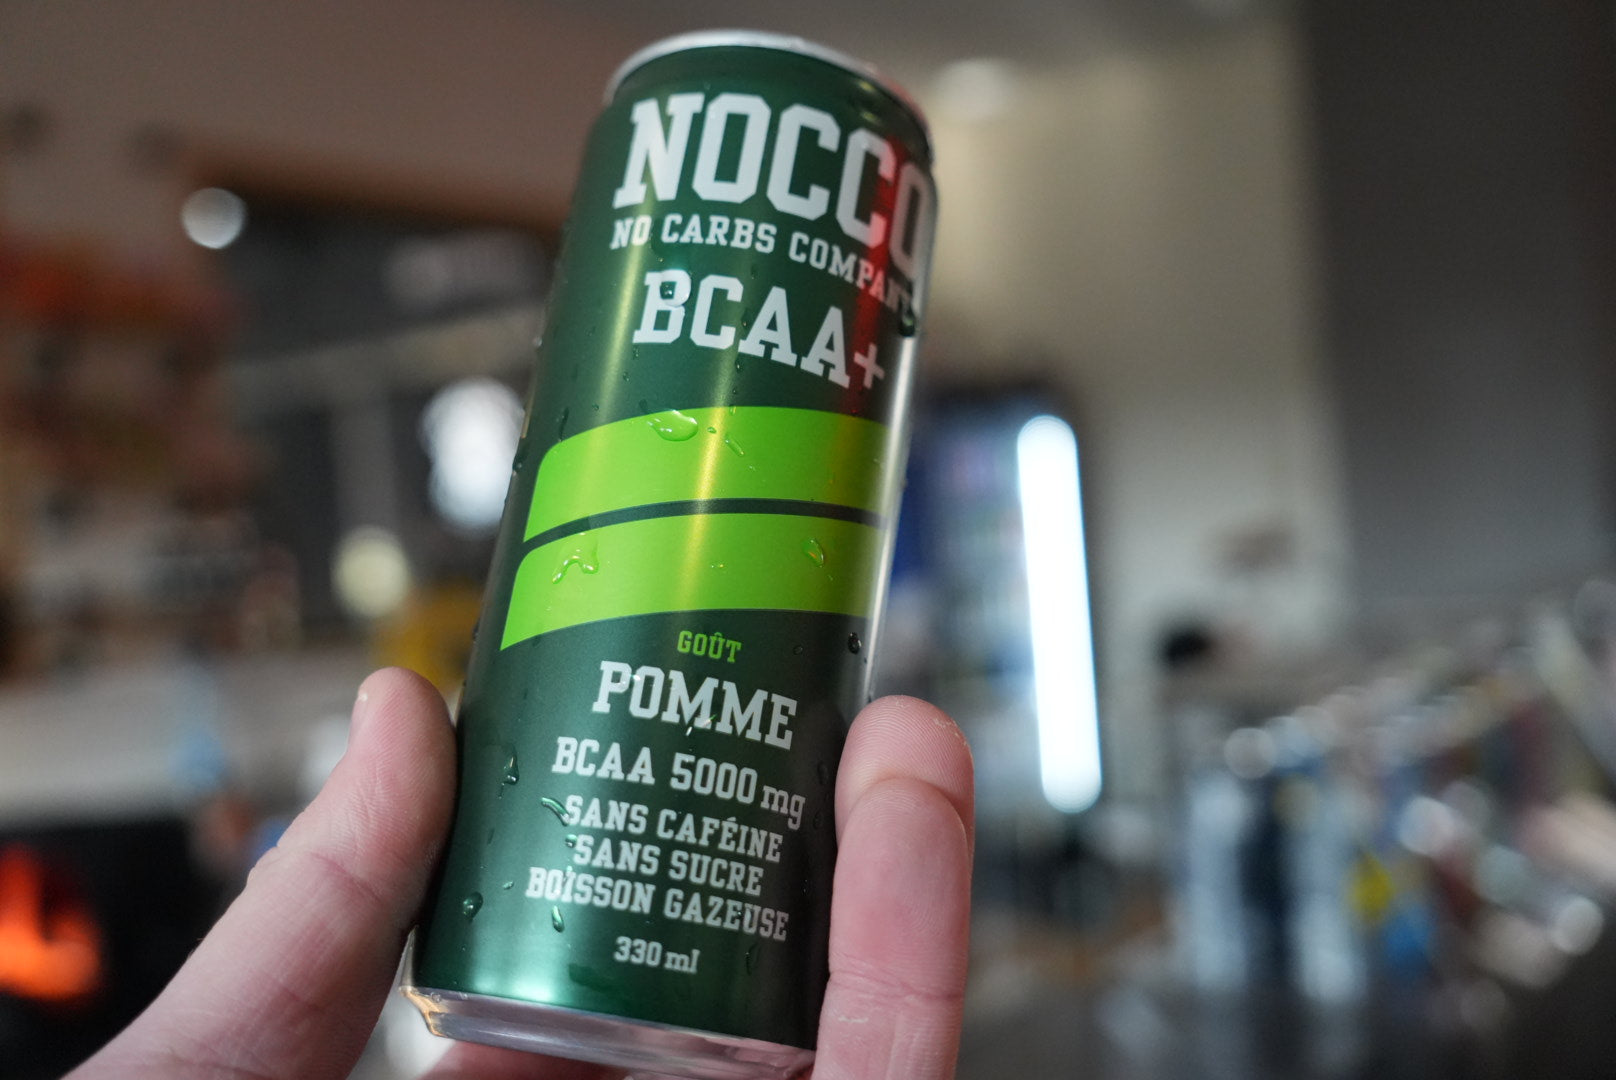 NOCCO
NO CARBS COMPANY
BCAA+
GOÛT
POMME
BCAA 5000 mg
SANS CAFÉINE
SANS SUCRE
BOISSON GAZEUSE
330 ml